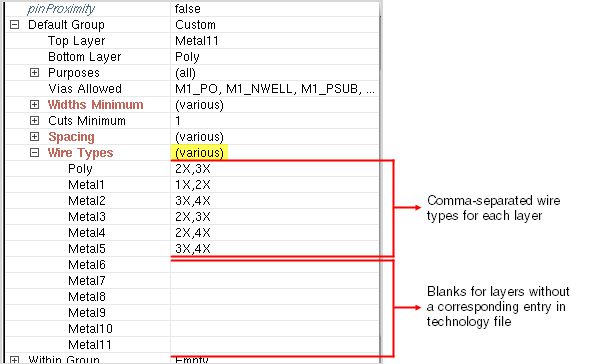 pinProximity false
Default Group Custom
Top Layer Metal11
Bottom Layer Poly
Purposes (all)
Vias Allowed M1_PO, M1_NWELL, M1_PSUB, ...
Widths Minimum (various)
Cuts Minimum 1
Spacing (various)
Wire Types (various)
Poly 2X,3X
Metal1 1X,2X
Metal2 3X,4X
Metal3 2X,3X
Metal4 2X,4X
Metal5 3X,4X
Metal6
Metal7
Metal8
Metal9
Metal10
Metal11
Within Group Empty
Comma-separated wire
types for each layer
Blanks for layers without
a corresponding entry in
technology file